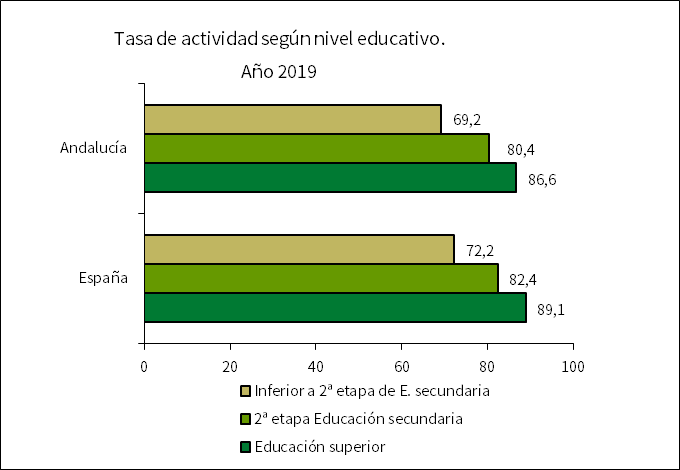 Tasa de actividad según nivel educativo.
Año 2019
69,2
Andalucía
80,4
86,6
72,2
España
82,4
89,1
0 20 40 60 80 100
Inferior a 2ª etapa de E. secundaria
2ª etapa Educación secundaria
Educación superior